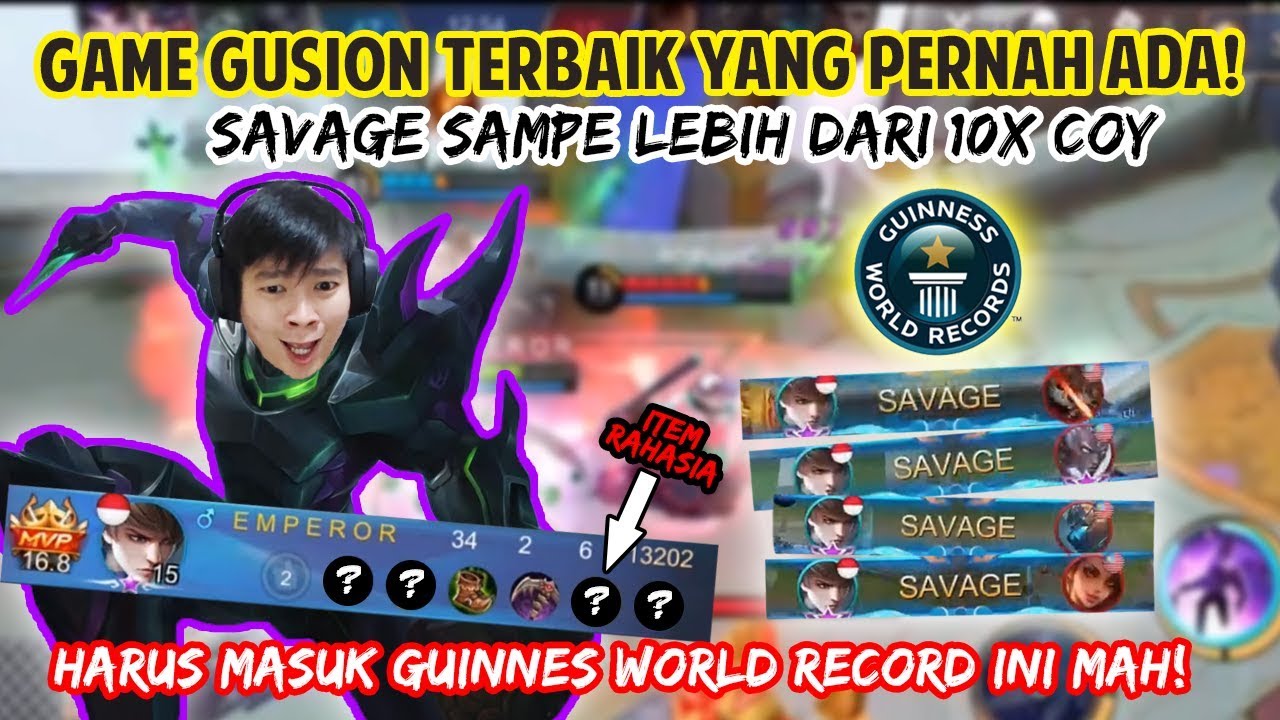 GAME GUSION TERBAIK YANG PERNAH ADA!
SAVAGE SAMPE LEBIH DARI 10X COY
GUINNESS
WORLD RECORDS
TM
SAVAGE
SAVAGE
SAVAGE
SAVAGE
ITEM
RAHASIA
MVP
16.8
15
♂ EMPEROR 34 2 6 13202
2 ? ? ? ?
HARUS MASUK GUINNES WORLD RECORD INI MAH!